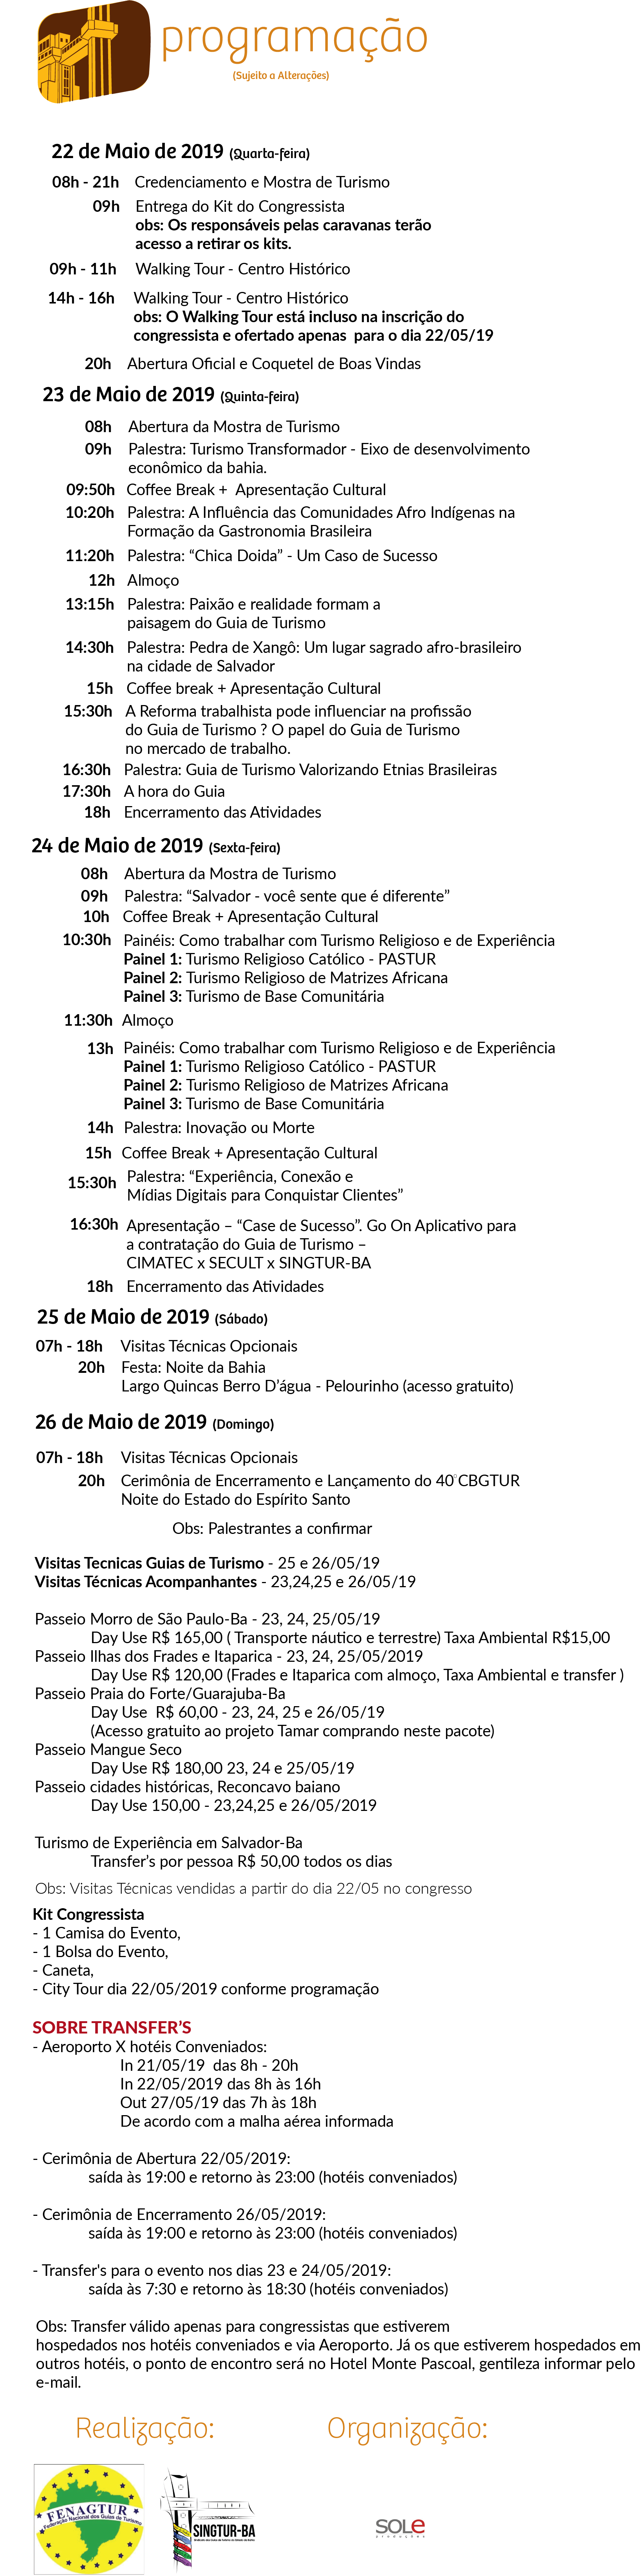 programação
(Sujeito a Alterações)
22 de Maio de 2019 (Quarta-feira)
08h - 21h Credenciamento e Mostra de Turismo
09h Entrega do Kit do Congressista
obs: Os responsáveis pelas caravanas terão
acesso a retirar os kits.
09h - 11h Walking Tour - Centro Histórico
14h - 16h Walking Tour - Centro Histórico
obs: O Walking Tour está incluso na inscrição do
congressista e ofertado apenas para o dia 22/05/19
20h Abertura Oficial e Coquetel de Boas Vindas
23 de Maio de 2019 (Quinta-feira)
08h Abertura da Mostra de Turismo
09h Palestra: Turismo Transformador - Eixo de desenvolvimento
econômico da bahia.
09:50h Coffee Break + Apresentação Cultural
10:20h Palestra: A Influência das Comunidades Afro Indígenas na
Formação da Gastronomia Brasileira
11:20h Palestra: “Chica Doida” - Um Caso de Sucesso
12h Almoço
13:15h Palestra: Paixão e realidade formam a
paisagem do Guia de Turismo
14:30h Palestra: Pedra de Xangô: Um lugar sagrado afro-brasileiro
na cidade de Salvador
15h Coffee break + Apresentação Cultural
15:30h A Reforma trabalhista pode influenciar na profissão
do Guia de Turismo ? O papel do Guia de Turismo
no mercado de trabalho.
16:30h Palestra: Guia de Turismo Valorizando Etnias Brasileiras
17:30h A hora do Guia
18h Encerramento das Atividades
24 de Maio de 2019 (Sexta-feira)
08h Abertura da Mostra de Turismo
09h Palestra: “Salvador - você sente que é diferente”
10h Coffee Break + Apresentação Cultural
10:30h Painéis: Como trabalhar com Turismo Religioso e de Experiência
Painel 1: Turismo Religioso Católico - PASTUR
Painel 2: Turismo Religioso de Matrizes Africana
Painel 3: Turismo de Base Comunitária
11:30h Almoço
13h Painéis: Como trabalhar com Turismo Religioso e de Experiência
Painel 1: Turismo Religioso Católico - PASTUR
Painel 2: Turismo Religioso de Matrizes Africana
Painel 3: Turismo de Base Comunitária
14h Palestra: Inovação ou Morte
15h Coffee Break + Apresentação Cultural
15:30h Palestra: “Experiência, Conexão e
Mídias Digitais para Conquistar Clientes”
16:30h Apresentação – “Case de Sucesso”. Go On Aplicativo para
a contratação do Guia de Turismo –
CIMATEC x SECULT x SINGTUR-BA
18h Encerramento das Atividades
25 de Maio de 2019 (Sábado)
07h - 18h Visitas Técnicas Opcionais
20h Festa: Noite da Bahia
Largo Quincas Berro D’água - Pelourinho (acesso gratuito)
26 de Maio de 2019 (Domingo)
07h - 18h Visitas Técnicas Opcionais
20h Cerimônia de Encerramento e Lançamento do 40°CBGTUR
Noite do Estado do Espírito Santo
Obs: Palestrantes a confirmar
Visitas Tecnicas Guias de Turismo - 25 e 26/05/19
Visitas Técnicas Acompanhantes - 23,24,25 e 26/05/19
Passeio Morro de São Paulo-Ba - 23, 24, 25/05/19
Day Use R$ 165,00 ( Transporte náutico e terrestre) Taxa Ambiental R$15,00
Passeio Ilhas dos Frades e Itaparica - 23, 24, 25/05/2019
Day Use R$ 120,00 (Frades e Itaparica com almoço, Taxa Ambiental e transfer )
Passeio Praia do Forte/Guarajuba-Ba
Day Use R$ 60,00 - 23, 24, 25 e 26/05/19
(Acesso gratuito ao projeto Tamar comprando neste pacote)
Passeio Mangue Seco
Day Use R$ 180,00 23, 24 e 25/05/19
Passeio cidades históricas, Reconcavo baiano
Day Use 150,00 - 23,24,25 e 26/05/2019
Turismo de Experiência em Salvador-Ba
Transfer’s por pessoa R$ 50,00 todos os dias
Obs: Visitas Técnicas vendidas a partir do dia 22/05 no congresso
Kit Congressista
- 1 Camisa do Evento,
- 1 Bolsa do Evento,
- Caneta,
- City Tour dia 22/05/2019 conforme programação
SOBRE TRANSFER’S
- Aeroporto X hotéis Conveniados:
In 21/05/19 das 8h - 20h
In 22/05/2019 das 8h às 16h
Out 27/05/19 das 7h às 18h
De acordo com a malha aérea informada
- Cerimônia de Abertura 22/05/2019:
saída às 19:00 e retorno às 23:00 (hotéis conveniados)
- Cerimônia de Encerramento 26/05/2019:
saída às 19:00 e retorno às 23:00 (hotéis conveniados)
- Transfer's para o evento nos dias 23 e 24/05/2019:
saída às 7:30 e retorno às 18:30 (hotéis conveniados)
Obs: Transfer válido apenas para congressistas que estiverem
hospedados nos hotéis conveniados e via Aeroporto. Já os que estiverem hospedados em
outros hotéis, o ponto de encontro será no Hotel Monte Pascoal, gentileza informar pelo
e-mail.
Realização: Organização:
FENAGTUR
Federação Nacional dos Guias de Turismo
SINGTUR-BA
SOLe
produções